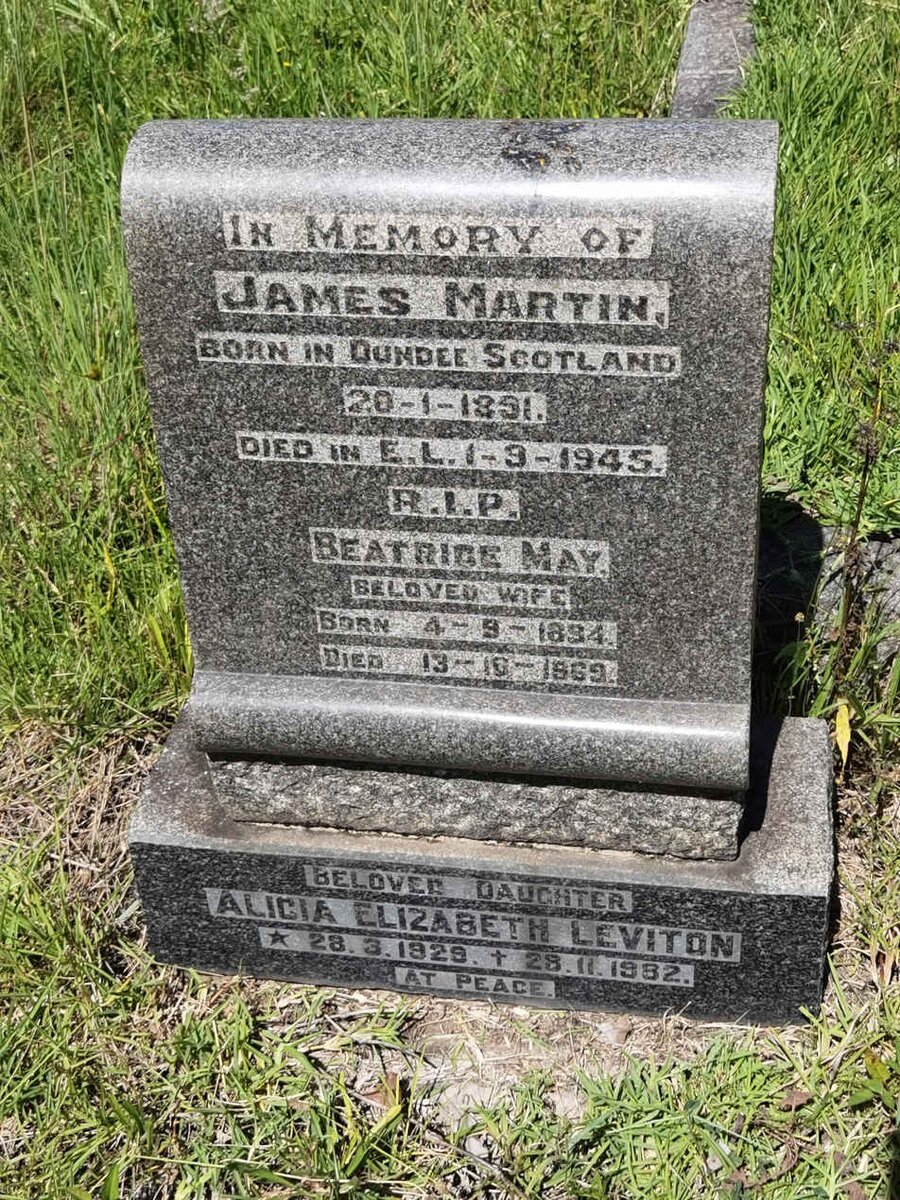 IN MEMORY OF
JAMES MARTIN,
BORN IN DUNDEE SCOTLAND
20-1-1891.
DIED IN E.L. 1-9-1945.
R.I.P.
BEATRICE MAY,
BELOVED WIFE
BORN 4-9-1894.
DIED 13-10-1969.
BELOVED DAUGHTER
ALICIA ELIZABETH LEVITON
★ 28.3.1929. + 28.11.1982.
AT PEACE.